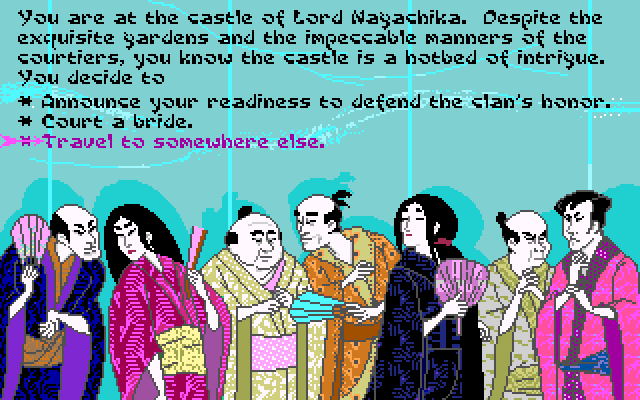 You are at the castle of Lord Nagachika.  Despite the
exquisite gardens and the impeccable manners of the
courtiers, you know the castle is a hotbed of intrigue.
You decide to
* Announce your readiness to defend the clan's honor.
* Court a bride.
* Travel to somewhere else.